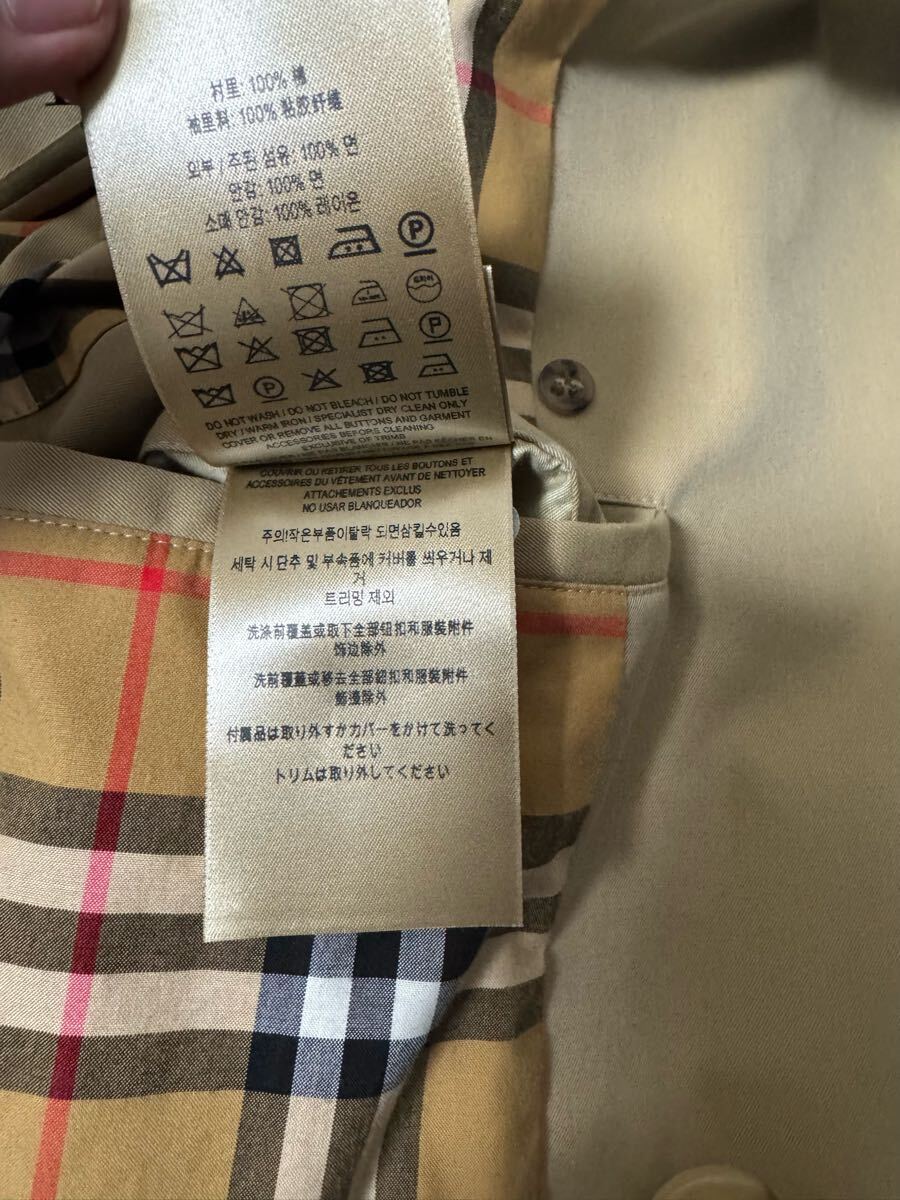 衬里: 100% 棉
袖里料: 100% 粘胶纤维
외부 / 주된 섬유: 100% 면
안감: 100% 면
소매 안감: 100% 레이온
P
드라이
P
P
DO NOT WASH / DO NOT BLEACH / DO NOT TUMBLE
DRY / WARM IRON / SPECIALIST DRY CLEAN ONLY
COVER OR REMOVE ALL BUTTONS AND GARMENT
ACCESSORIES BEFORE CLEANING
EXCLUSIVE OF TRIMS
COUVRIR OU RETIRER TOUS LES BOUTONS ET
ACCESSOIRES DU VÊTEMENT AVANT DE NETTOYER
ATTACHEMENTS EXCLUS
NO USAR BLANQUEADOR
주의!작은부품이탈락 되면삼킬수있음
세탁 시 단추 및 부속품에 커버를 씌우거나 제
거
트리밍 제외
洗涤前覆盖或取下全部钮扣和服装附件
饰边除外
洗前覆蓋或移去全部鈕扣和服裝附件
飾邊除外
付属品は取り外すかカバーをかけて洗ってく
ださい
トリムは取り外してください